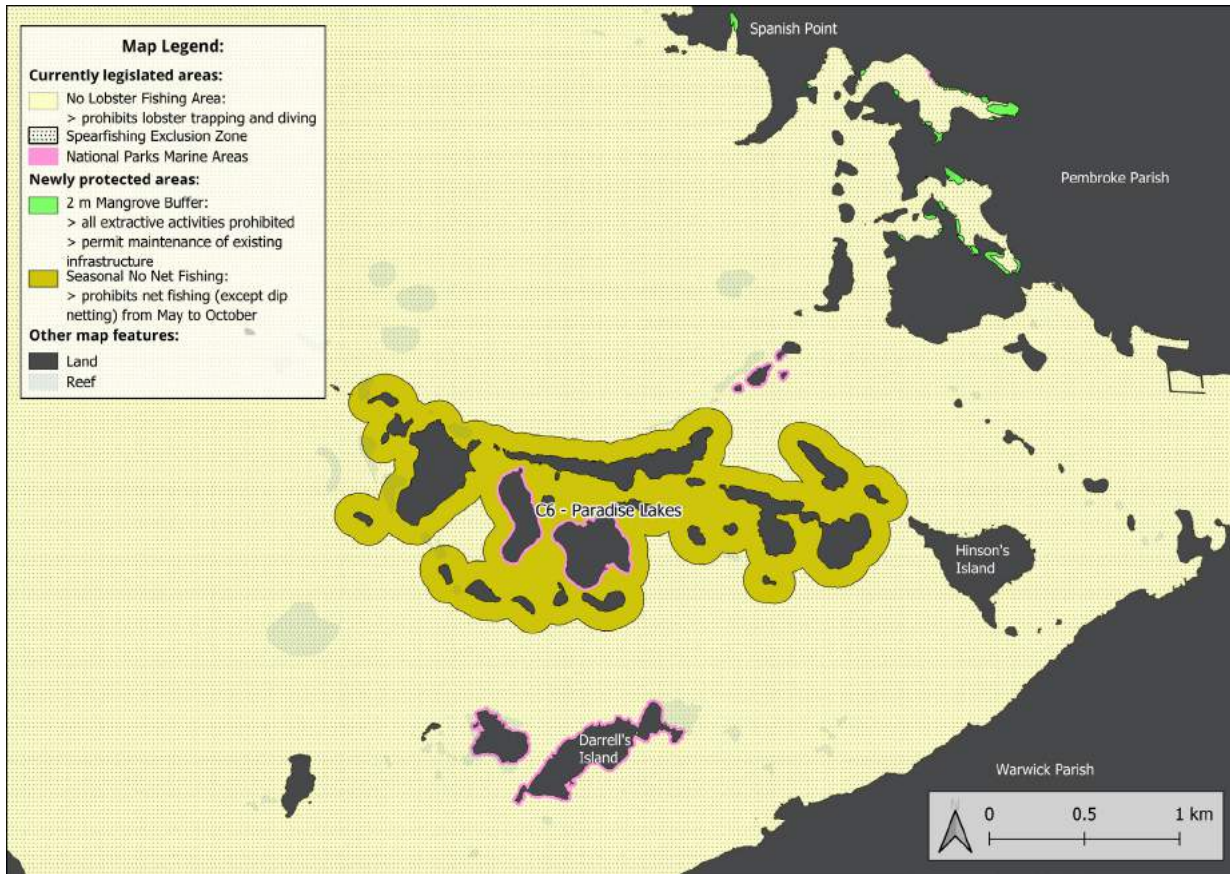 Map Legend:
Currently legislated areas:
No Lobster Fishing Area:
> prohibits lobster trapping and diving
Spearfishing Exclusion Zone
National Parks Marine Areas
Newly protected areas:
2 m Mangrove Buffer:
> all extractive activities prohibited
> permit maintenance of existing
infrastructure
Seasonal No Net Fishing:
> prohibits net fishing (except dip
netting) from May to October
Other map features:
Land
Reef
Spanish Point
Pembroke Parish
C6 - Paradise Lakes
Hinson's
Island
Darrell's
Island
Warwick Parish
N
0 0.5 1 km